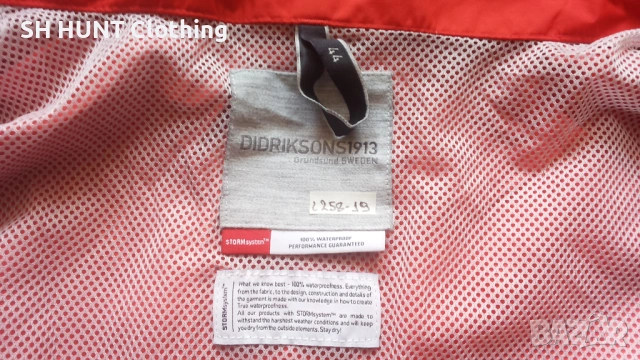 SH HUNT Clothing
44
DIDRIKSONS1913
Grundsund SWEDEN
2258-19
STORMsystem™
100% WATERPROOF
PERFORMANCE GUARANTEED
STORMsystem™
What we know best - 100% waterproofness. Everything
from the fabric, to the design, construction and details of
the garment is made with our knowledge in how to create
True waterproofness.
All our products with STORMsystem™ are made to
withstand the harshest weather conditions and will keep
you dry from the outside elements. Stay dry!